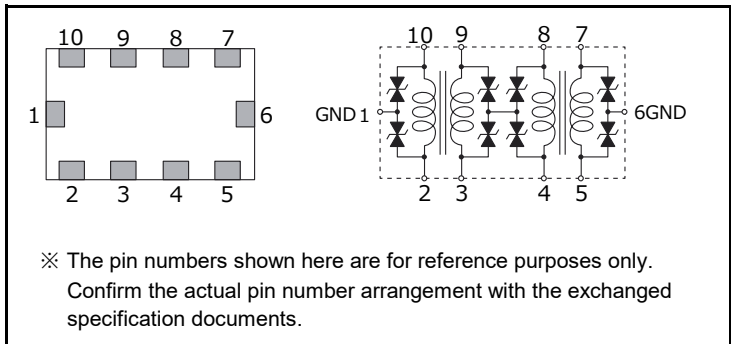 10 9 8 7
1 6
2 3 4 5
10 9 8 7
GND 1 6GND
2 3 4 5
※ The pin numbers shown here are for reference purposes only.
Confirm the actual pin number arrangement with the exchanged
specification documents.